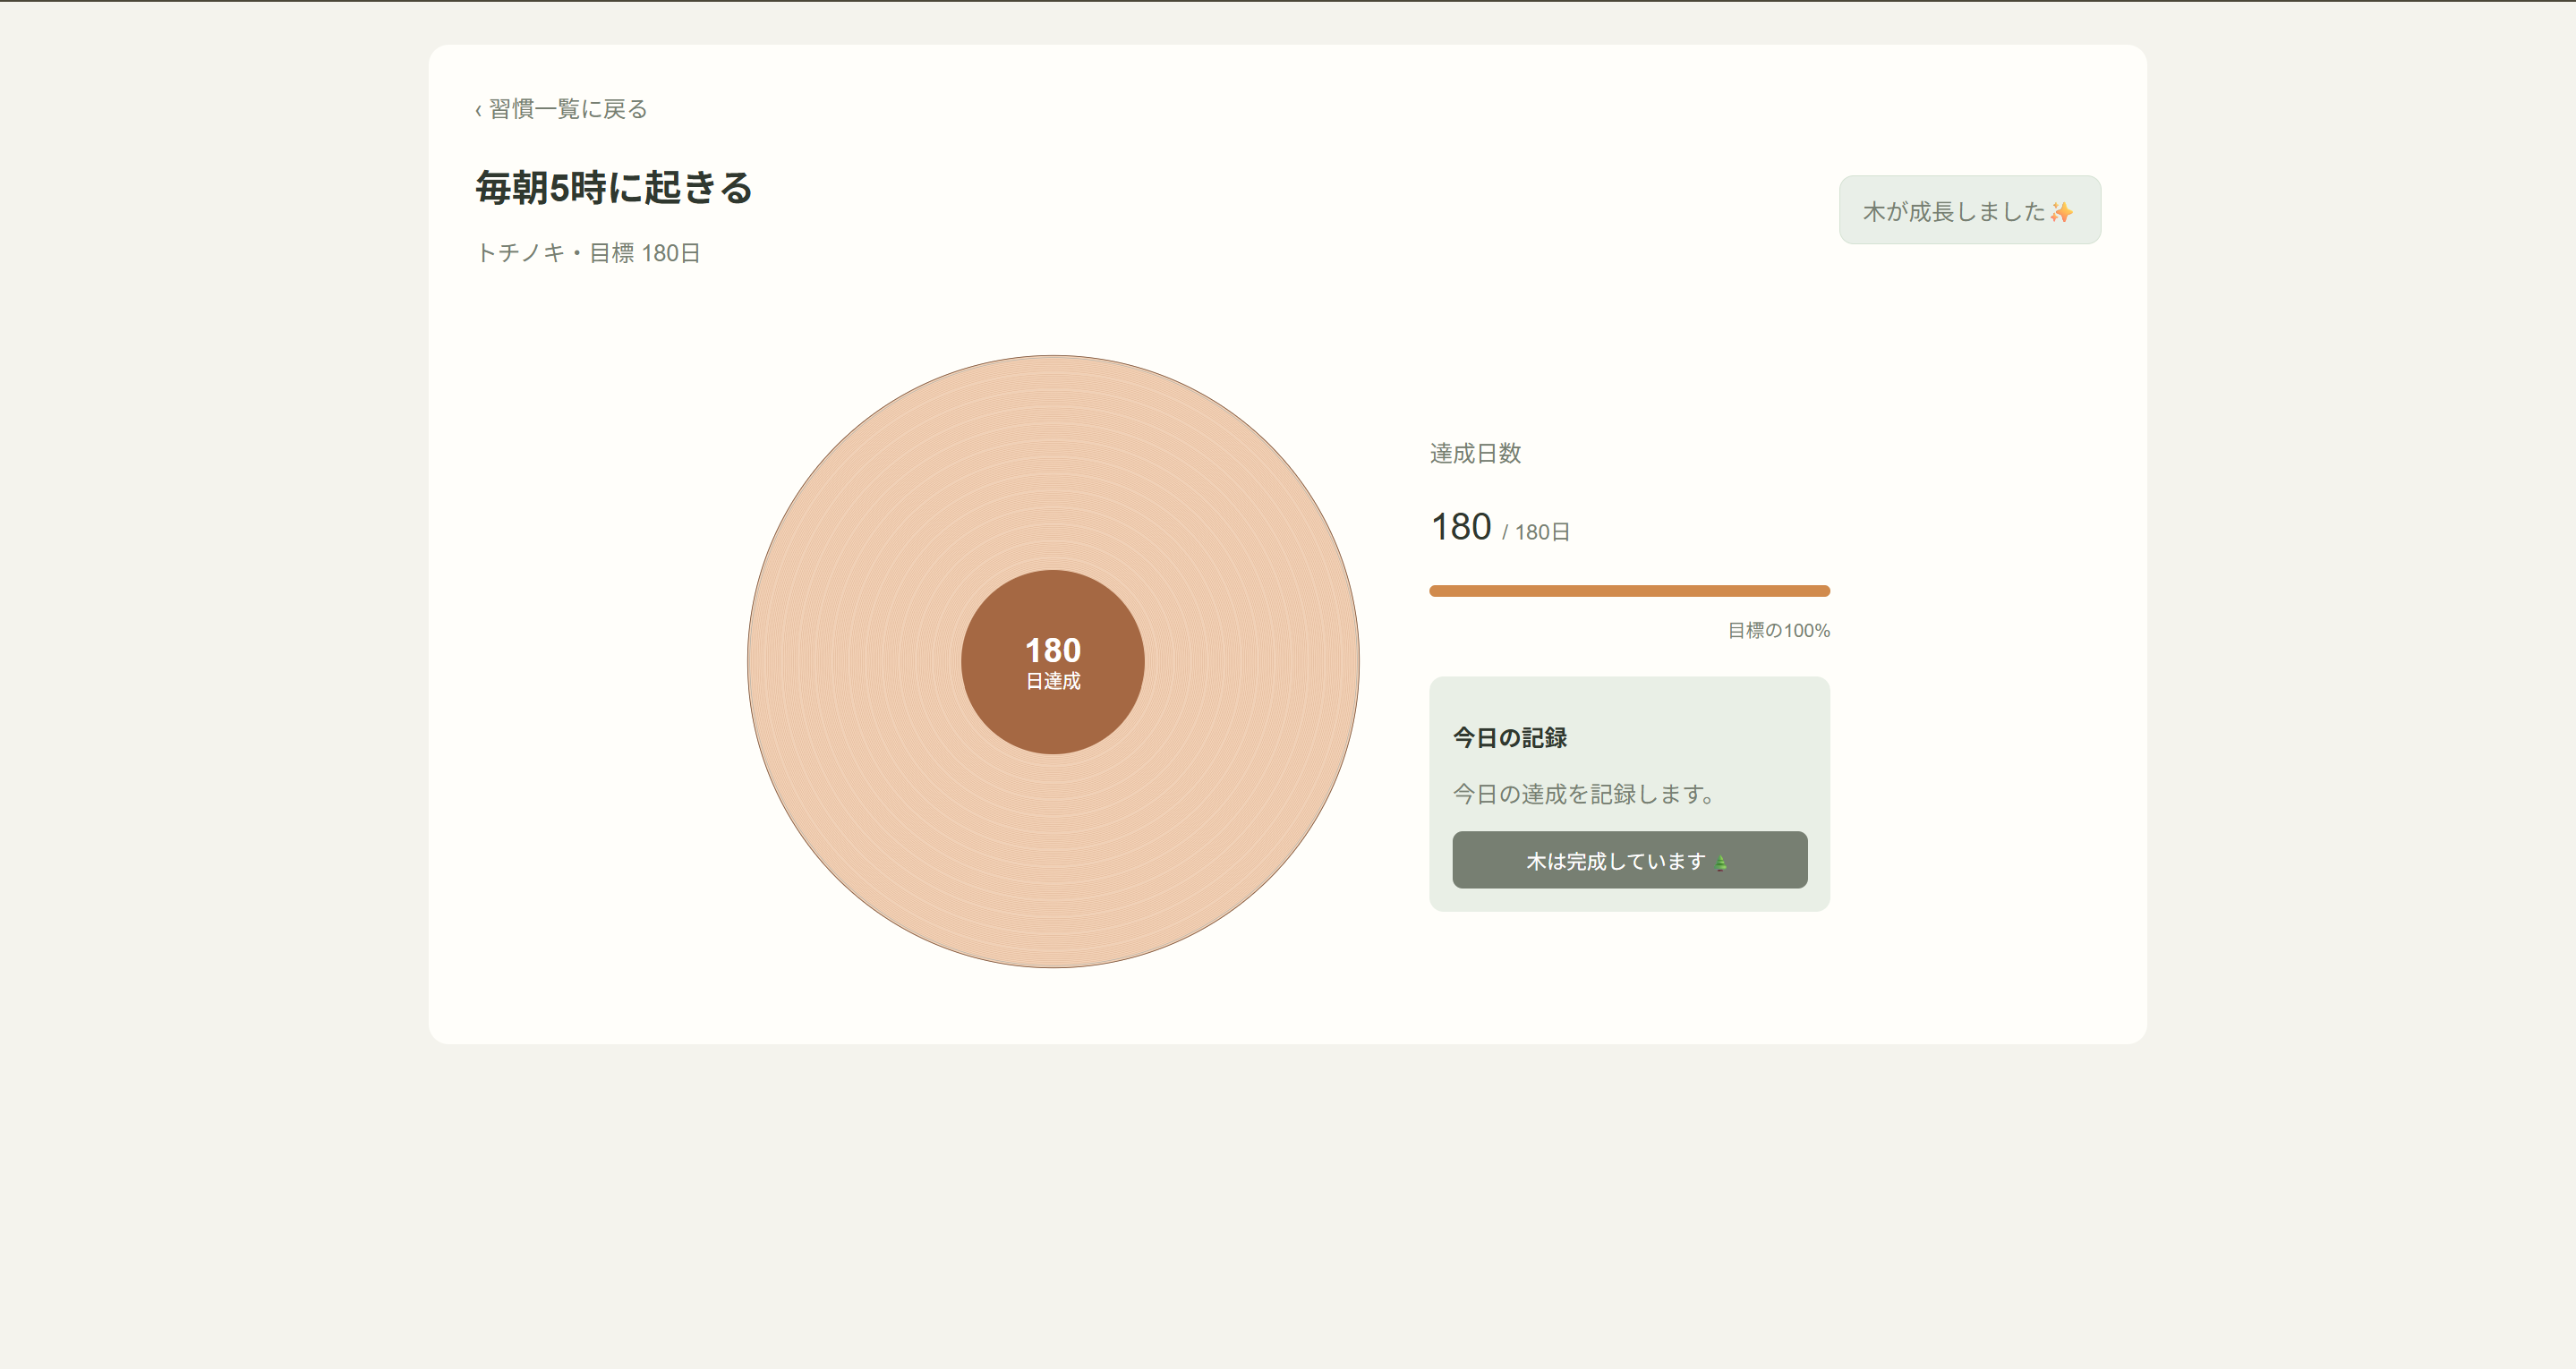 ‹ 習慣一覧に戻る
毎朝5時に起きる
トチノキ・目標 180日
木が成長しました✨
180
日達成
達成日数
180 / 180日
目標の100%
今日の記録
今日の達成を記録します。
木は完成しています🌲